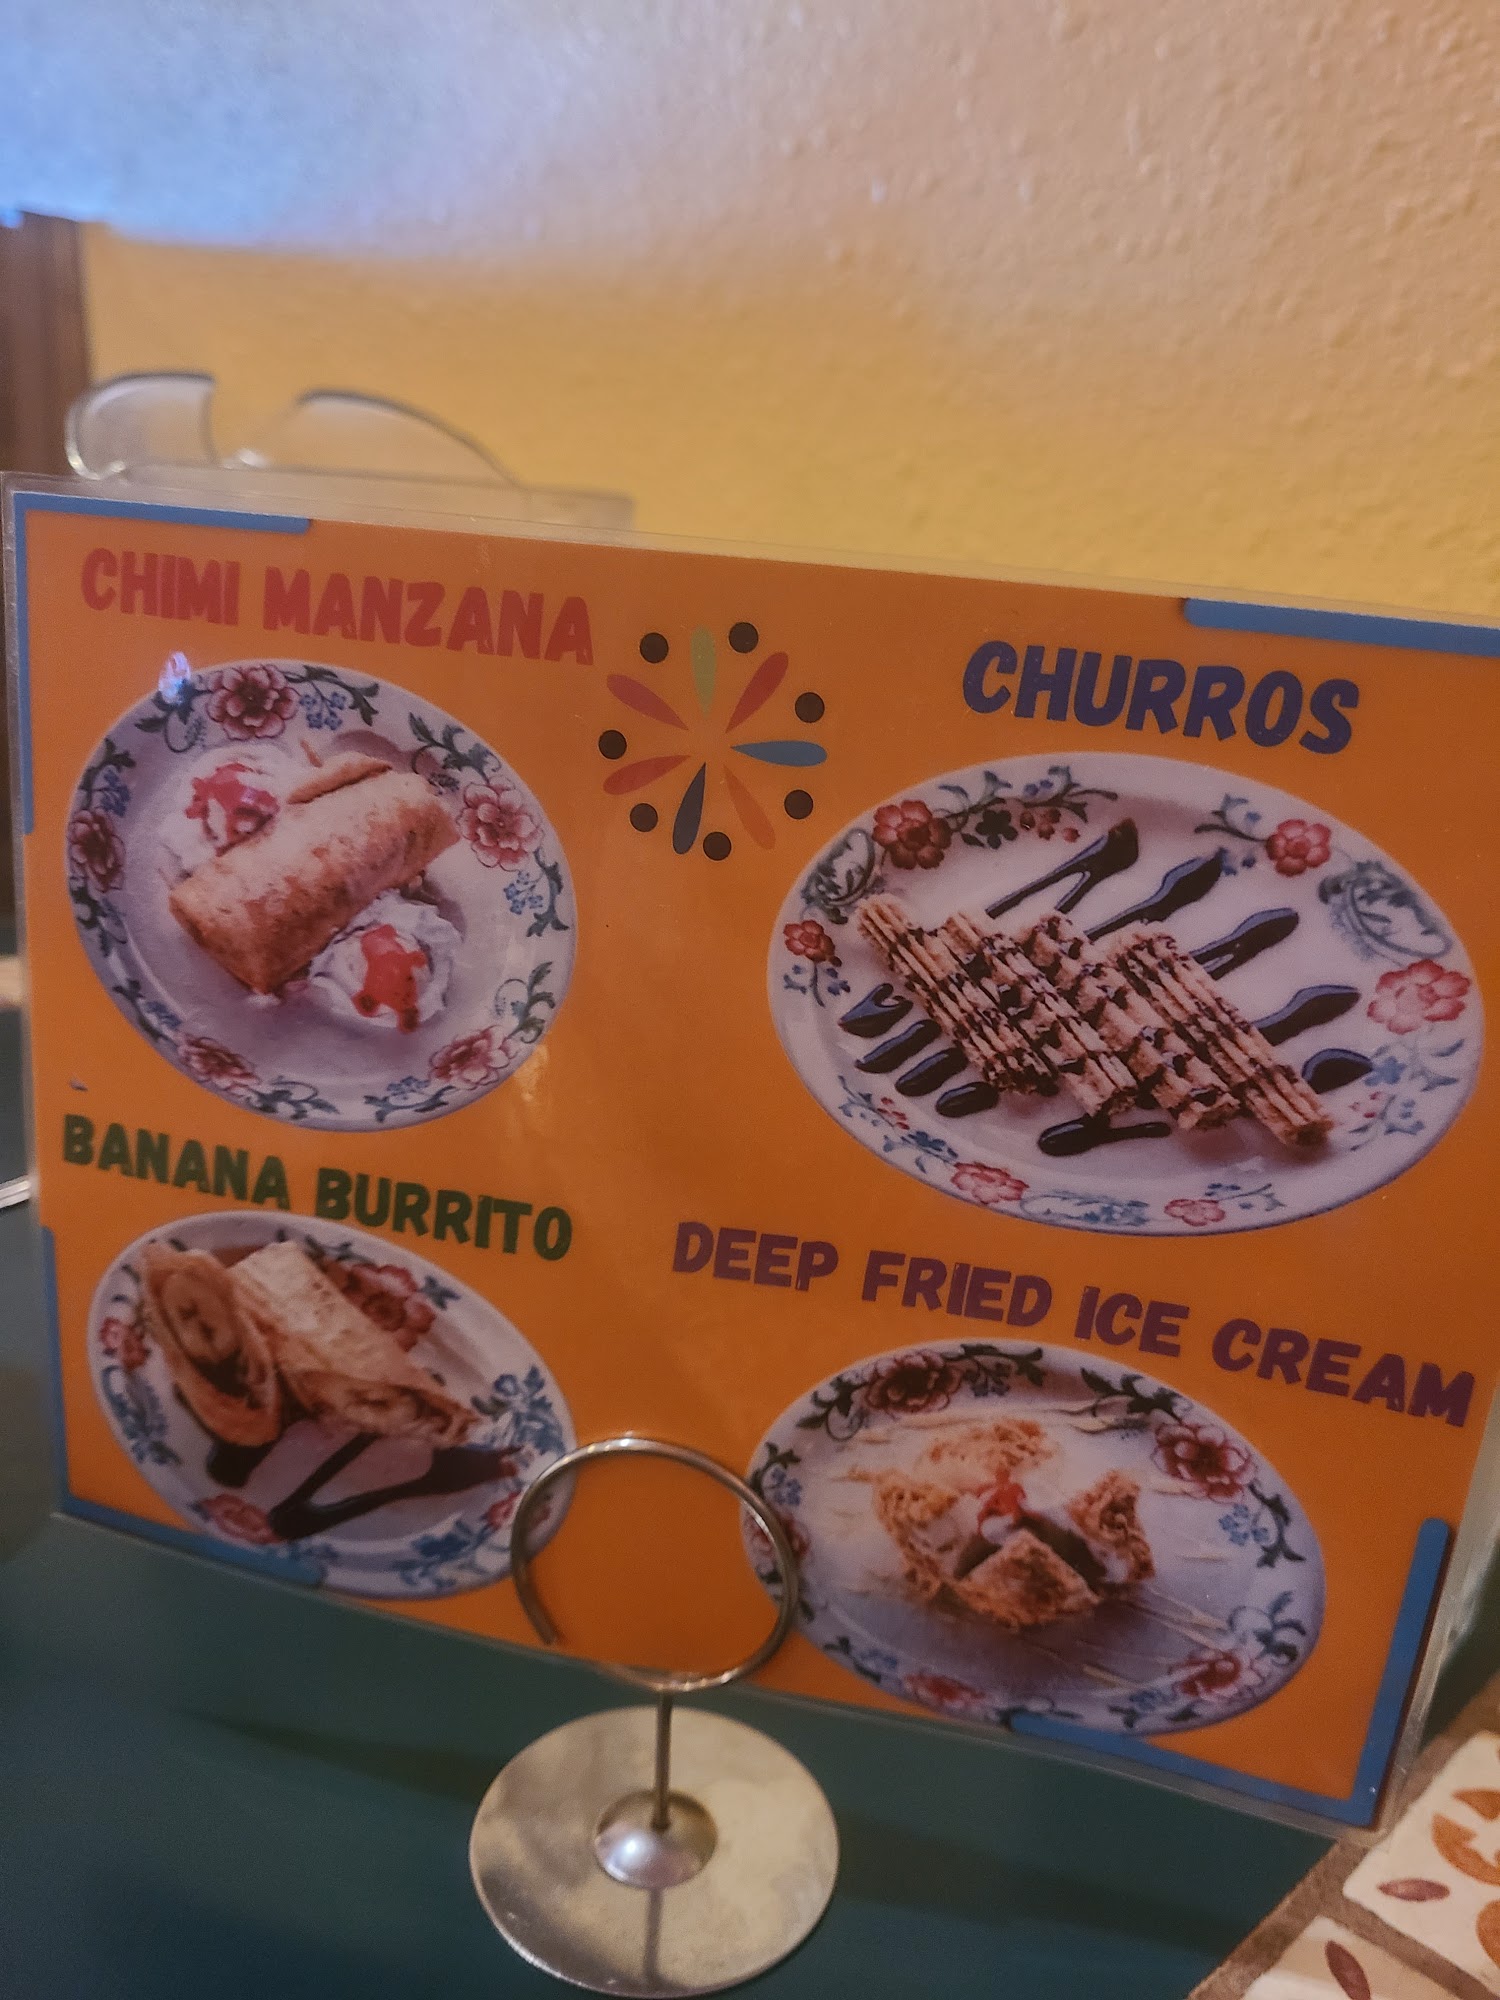 CHIMI MANZANA
CHURROS
BANANA BURRITO
DEEP FRIED ICE CREAM